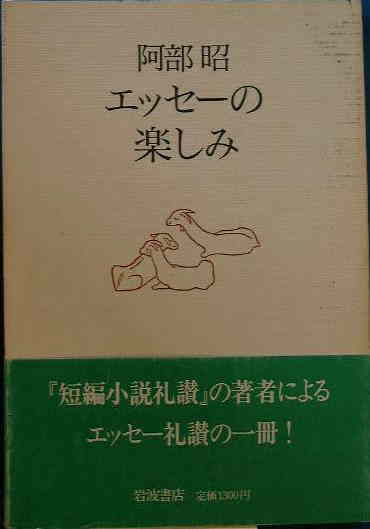 阿部 昭
エッセーの
楽しみ
『短編小説礼讃』の著者による
エッセー礼讃の一冊！
岩波書店 定価1300円